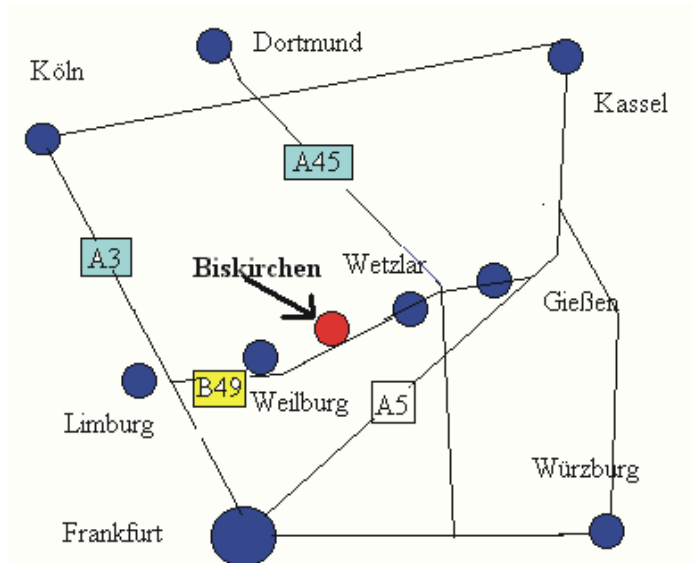 Dortmund
Köln
Kassel
A45
A3
Biskirchen
Wetzlar
Gießen
B49
Weilburg
A5
Limburg
Würzburg
Frankfurt